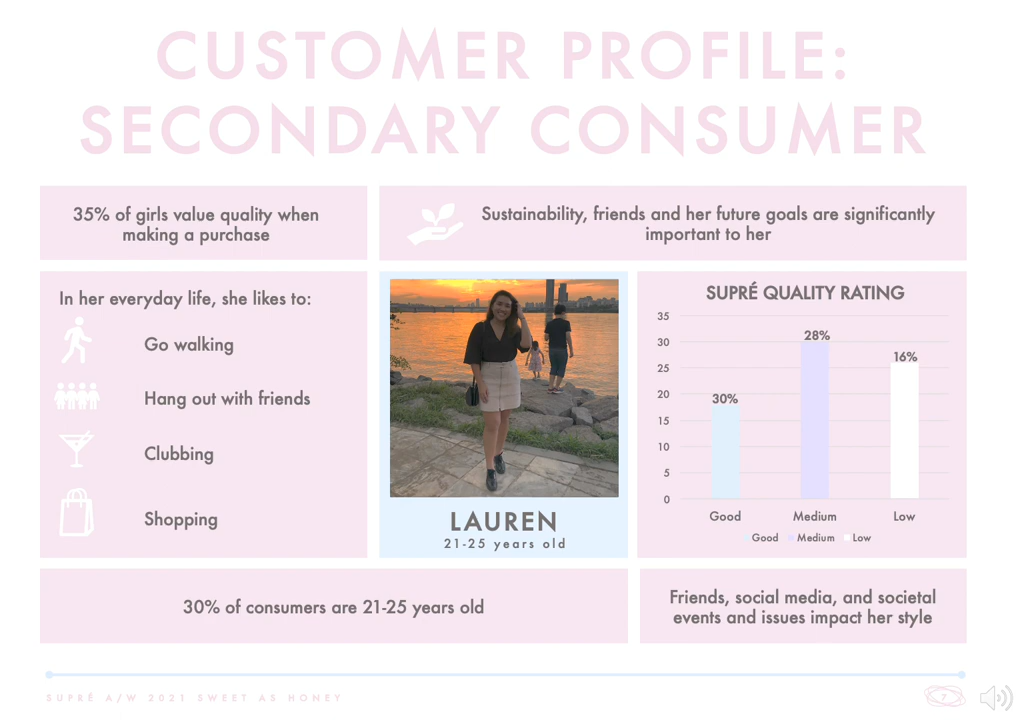 CUSTOMER PROFILE:
SECONDARY CONSUMER
35% of girls value quality when
making a purchase
Sustainability, friends and her future goals are significantly
important to her
In her everyday life, she likes to:
Go walking
Hang out with friends
Clubbing
Shopping
LAUREN
21-25 years old
SUPRÉ QUALITY RATING
35
30
25
20
15
10
5
0
30%
28%
16%
Good Medium Low
Good Medium Low
30% of consumers are 21-25 years old
Friends, social media, and societal
events and issues impact her style
SUPRÉ A/W 2021 SWEET AS HONEY
7